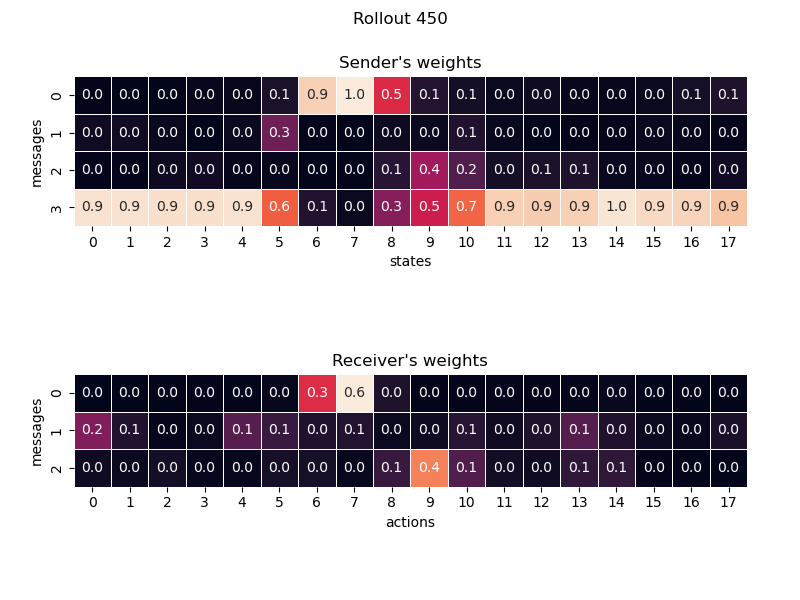 Rollout 450
Sender's weights
0 0.0 0.0 0.0 0.0 0.0 0.1 0.9 1.0 0.5 0.1 0.1 0.0 0.0 0.0 0.0 0.0 0.1 0.1
1 0.0 0.0 0.0 0.0 0.0 0.3 0.0 0.0 0.0 0.0 0.1 0.0 0.0 0.0 0.0 0.0 0.0 0.0
2 0.0 0.0 0.0 0.0 0.0 0.0 0.0 0.0 0.1 0.4 0.2 0.0 0.1 0.1 0.0 0.0 0.0 0.0
3 0.9 0.9 0.9 0.9 0.9 0.6 0.1 0.0 0.3 0.5 0.7 0.9 0.9 0.9 1.0 0.9 0.9 0.9
messages
0 1 2 3 4 5 6 7 8 9 10 11 12 13 14 15 16 17
states
Receiver's weights
0 0.0 0.0 0.0 0.0 0.0 0.0 0.3 0.6 0.0 0.0 0.0 0.0 0.0 0.0 0.0 0.0 0.0 0.0
1 0.2 0.1 0.0 0.0 0.1 0.1 0.0 0.1 0.0 0.0 0.1 0.0 0.0 0.1 0.0 0.0 0.0 0.0
2 0.0 0.0 0.0 0.0 0.0 0.0 0.0 0.0 0.1 0.4 0.1 0.0 0.0 0.1 0.1 0.0 0.0 0.0
messages
0 1 2 3 4 5 6 7 8 9 10 11 12 13 14 15 16 17
actions